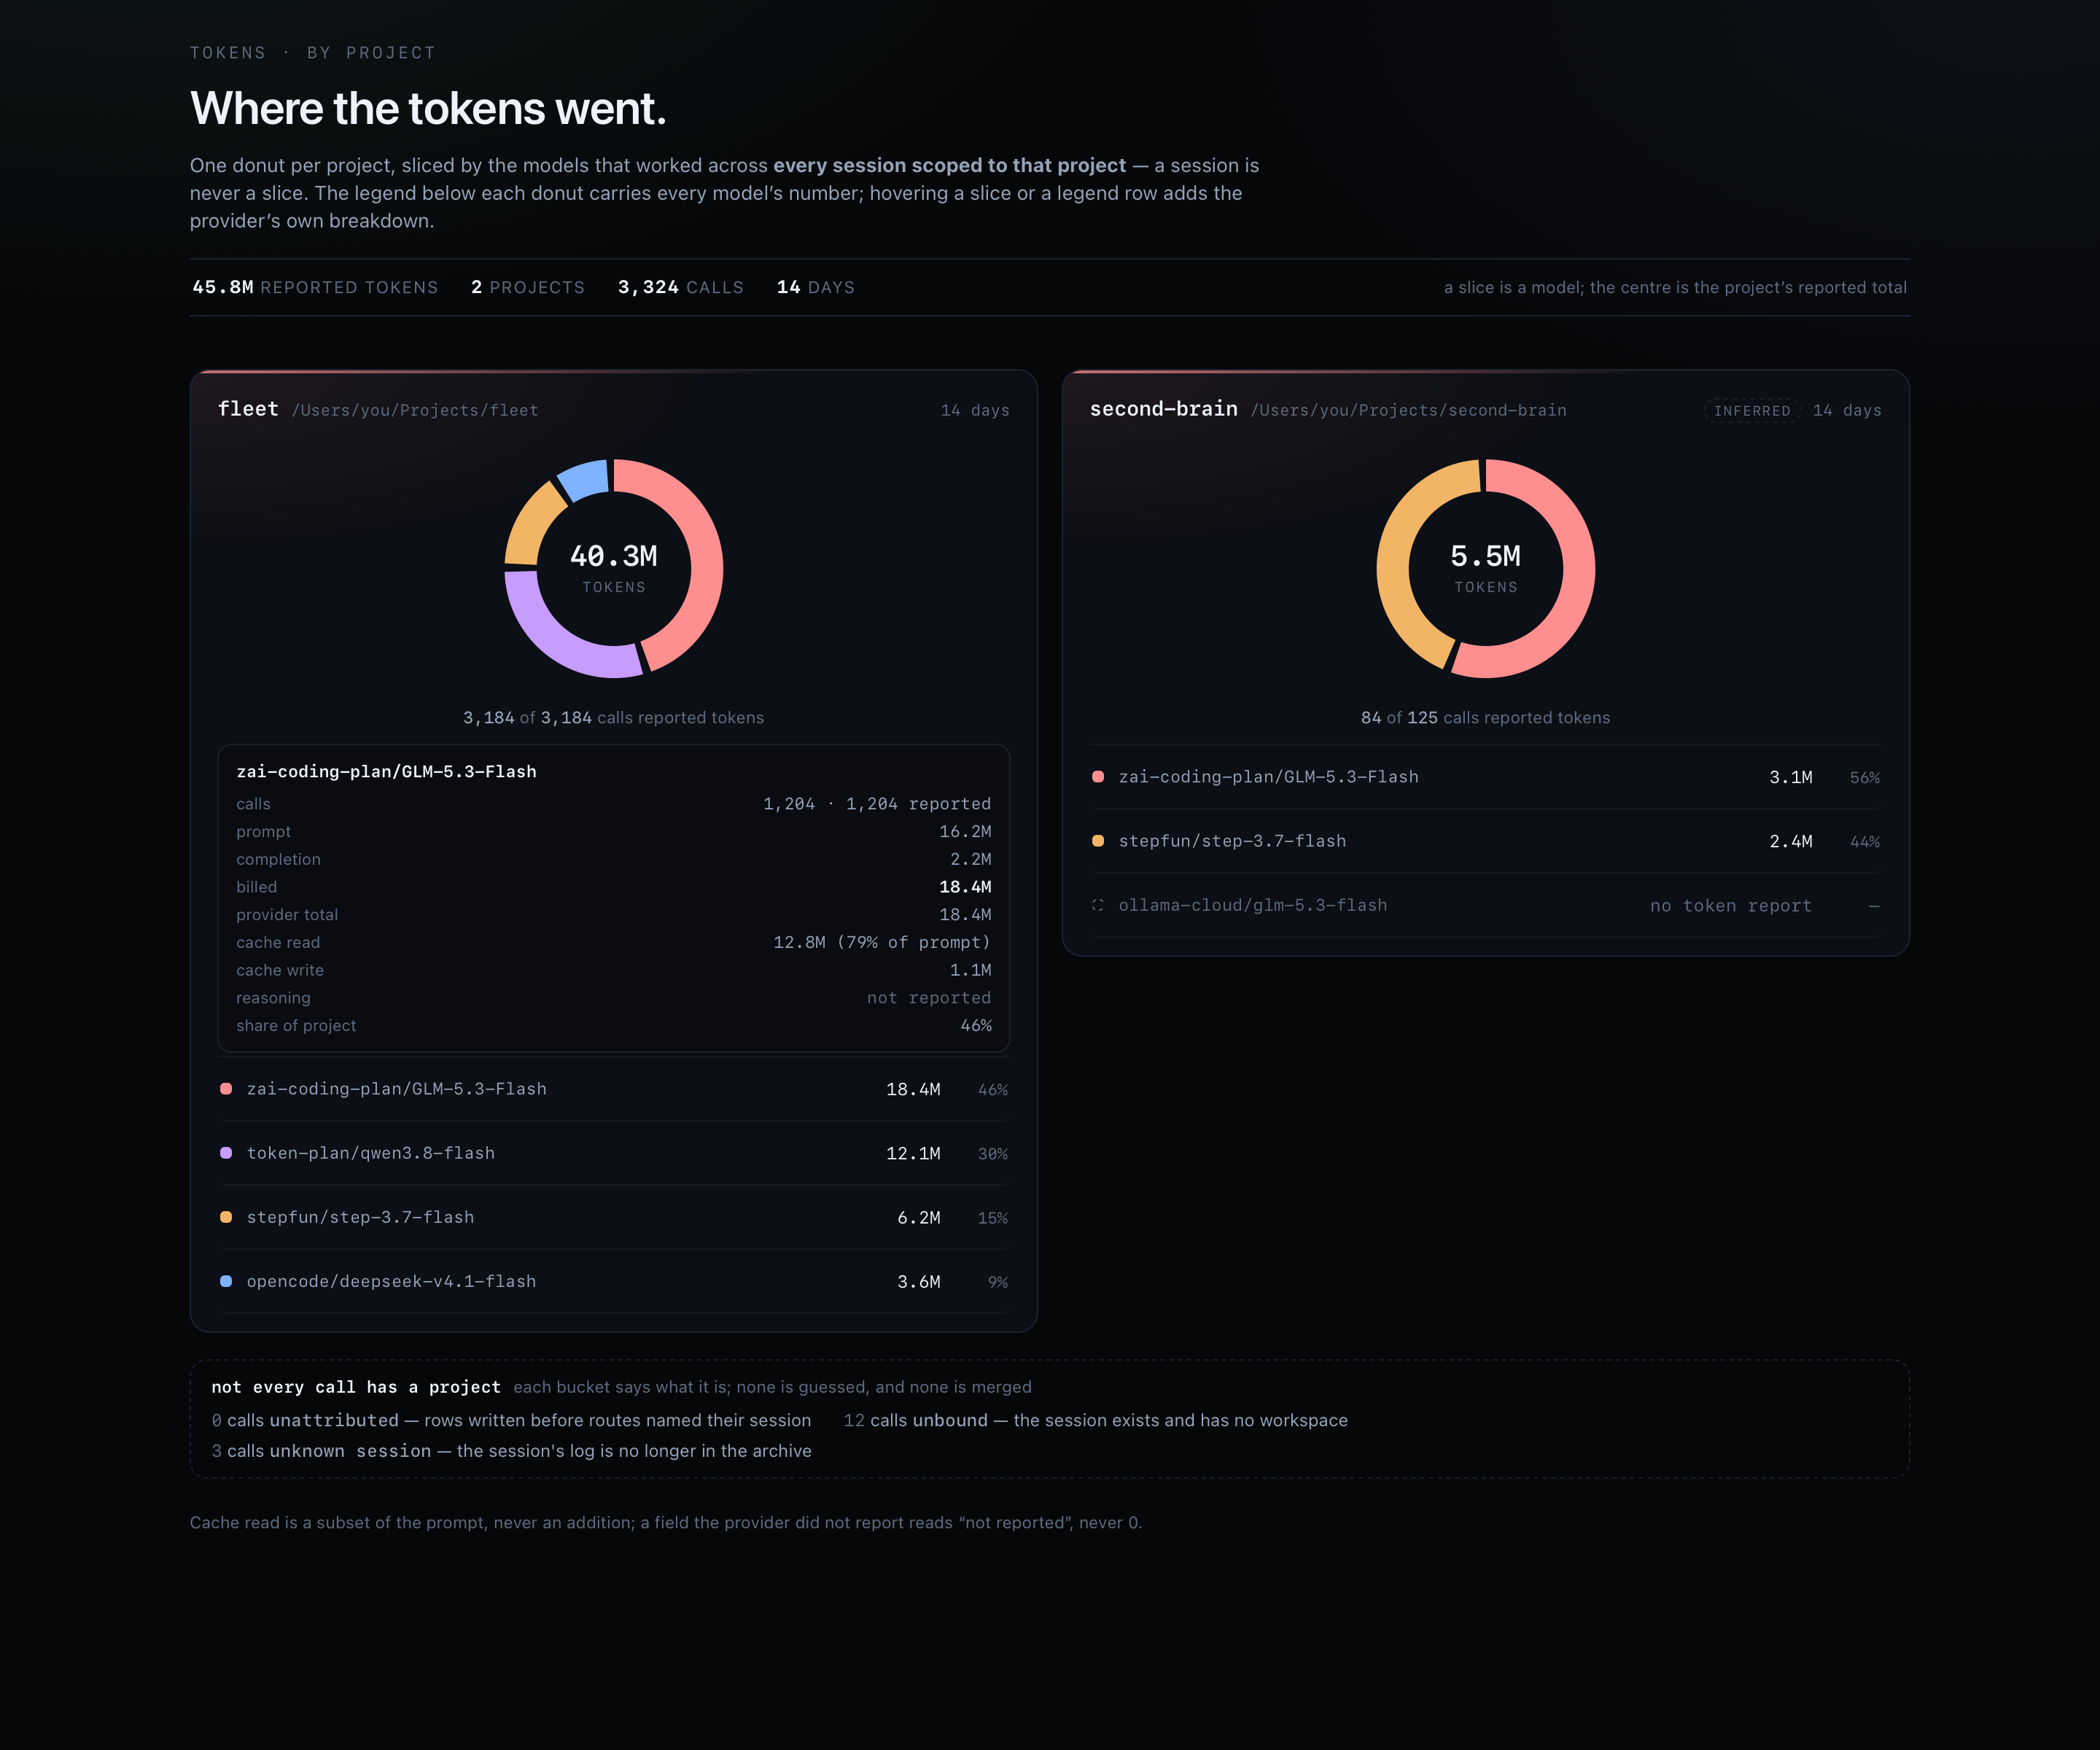 TOKENS · BY PROJECT
Where the tokens went.
One donut per project, sliced by the models that worked across every session scoped to that project — a session is
never a slice. The legend below each donut carries every model’s number; hovering a slice or a legend row adds the
provider’s own breakdown.
45.8M REPORTED TOKENS 2 PROJECTS 3,324 CALLS 14 DAYS a slice is a model; the centre is the project’s reported total
fleet /Users/you/Projects/fleet 14 days
40.3M
TOKENS
3,184 of 3,184 calls reported tokens
zai-coding-plan/GLM-5.3-Flash
calls 1,204 · 1,204 reported
prompt 16.2M
completion 2.2M
billed 18.4M
provider total 18.4M
cache read 12.8M (79% of prompt)
cache write 1.1M
reasoning not reported
share of project 46%
zai-coding-plan/GLM-5.3-Flash 18.4M 46%
token-plan/qwen3.8-flash 12.1M 30%
stepfun/step-3.7-flash 6.2M 15%
opencode/deepseek-v4.1-flash 3.6M 9%
second-brain /Users/you/Projects/second-brain INFERRED 14 days
5.5M
TOKENS
84 of 125 calls reported tokens
zai-coding-plan/GLM-5.3-Flash 3.1M 56%
stepfun/step-3.7-flash 2.4M 44%
ollama-cloud/glm-5.3-flash no token report —
not every call has a project each bucket says what it is; none is guessed, and none is merged
0 calls unattributed — rows written before routes named their session 12 calls unbound — the session exists and has no workspace
3 calls unknown session — the session's log is no longer in the archive
Cache read is a subset of the prompt, never an addition; a field the provider did not report reads “not reported”, never 0.